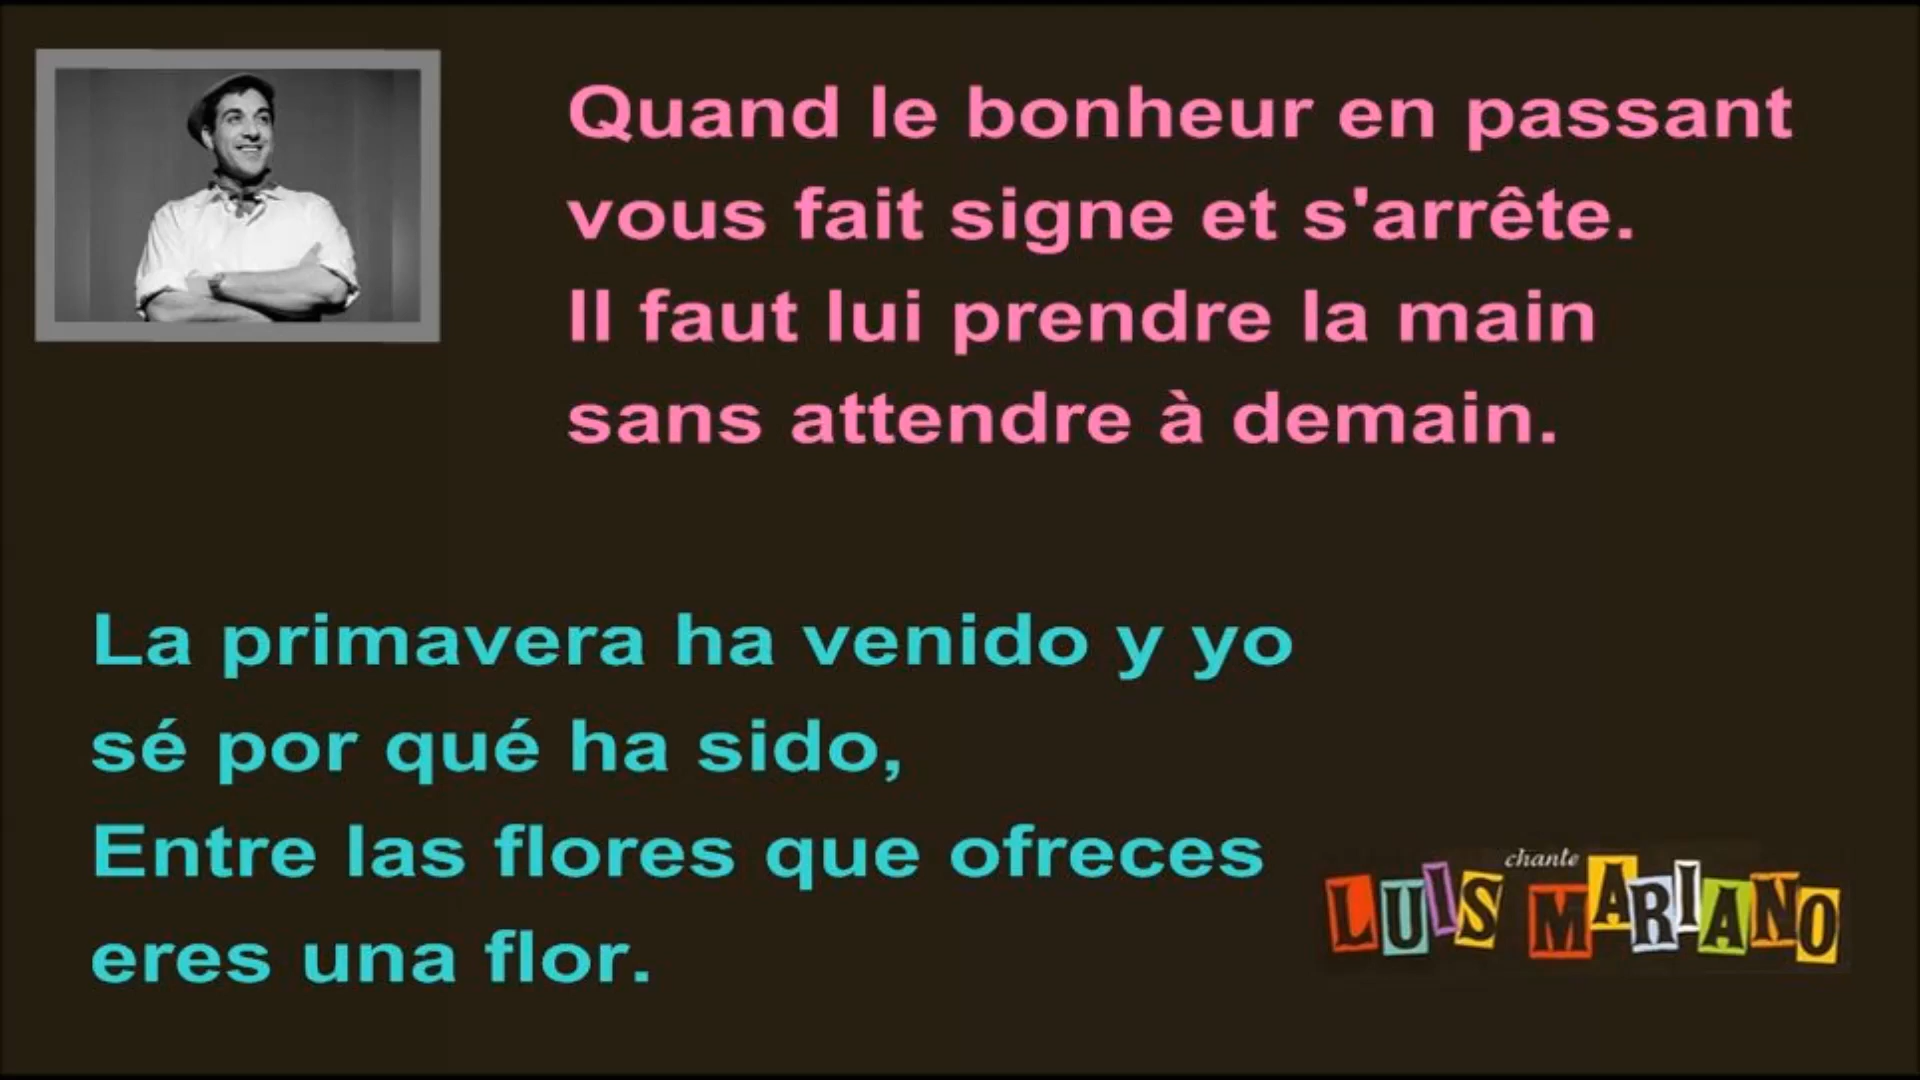 Quand le bonheur en passant
vous fait signe et s'arrête.
Il faut lui prendre la main
sans attendre à demain.
La primavera ha venido y yo
sé por qué ha sido,
Entre las flores que ofreces
eres una flor.
chante
LUIS MARIANO